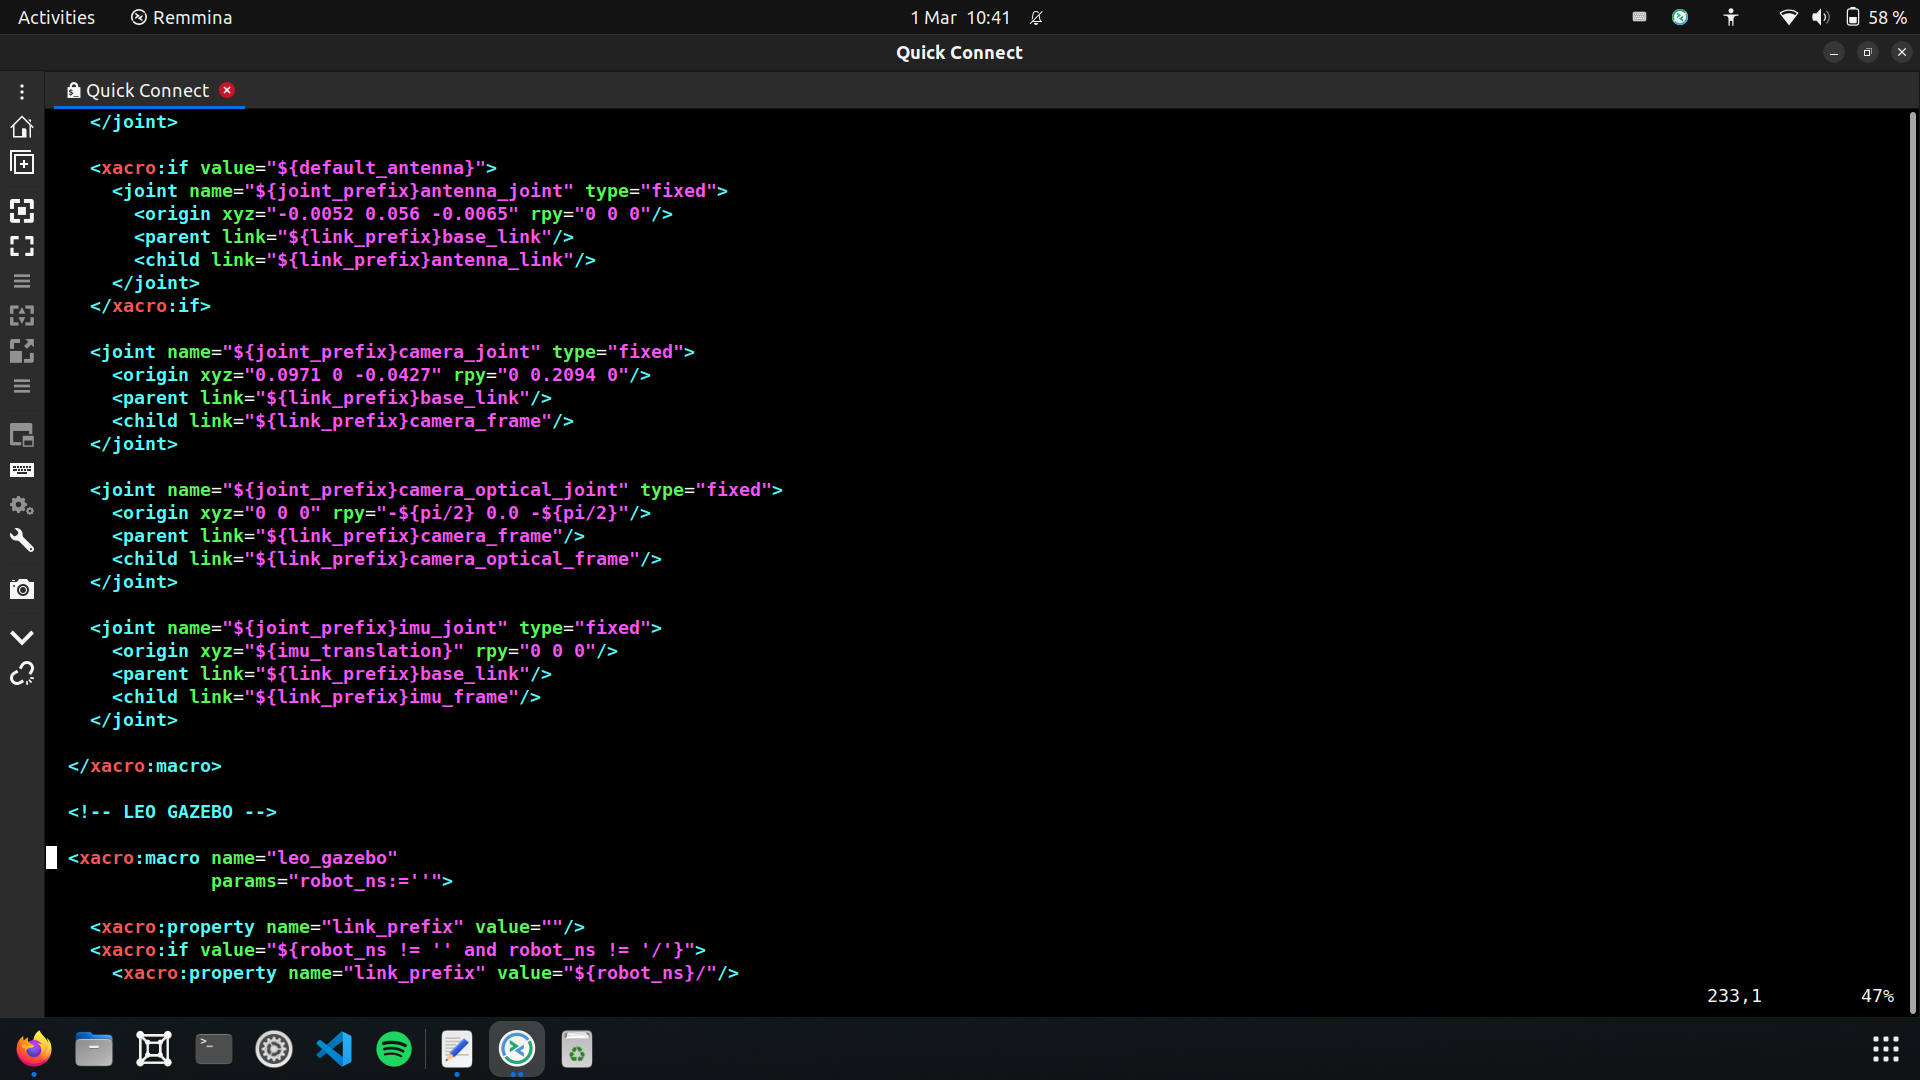 Activities Remmina 1 Mar 10:41 58 %
Quick Connect
Quick Connect
</joint>
<xacro:if value="${default_antenna}">
<joint name="${joint_prefix}antenna_joint" type="fixed">
<origin xyz="-0.0052 0.056 -0.0065" rpy="0 0 0"/>
<parent link="${link_prefix}base_link"/>
<child link="${link_prefix}antenna_link"/>
</joint>
</xacro:if>
<joint name="${joint_prefix}camera_joint" type="fixed">
<origin xyz="0.0971 0 -0.0427" rpy="0 0.2094 0"/>
<parent link="${link_prefix}base_link"/>
<child link="${link_prefix}camera_frame"/>
</joint>
<joint name="${joint_prefix}camera_optical_joint" type="fixed">
<origin xyz="0 0 0" rpy="-${pi/2} 0.0 -${pi/2}"/>
<parent link="${link_prefix}camera_frame"/>
<child link="${link_prefix}camera_optical_frame"/>
</joint>
<joint name="${joint_prefix}imu_joint" type="fixed">
<origin xyz="${imu_translation}" rpy="0 0 0"/>
<parent link="${link_prefix}base_link"/>
<child link="${link_prefix}imu_frame"/>
</joint>
</xacro:macro>
<!-- LEO GAZEBO -->
<xacro:macro name="leo_gazebo"
params="robot_ns:=''">
<xacro:property name="link_prefix" value=""/>
<xacro:if value="${robot_ns != '' and robot_ns != '/'}">
<xacro:property name="link_prefix" value="${robot_ns}/"/>
233,1 47%